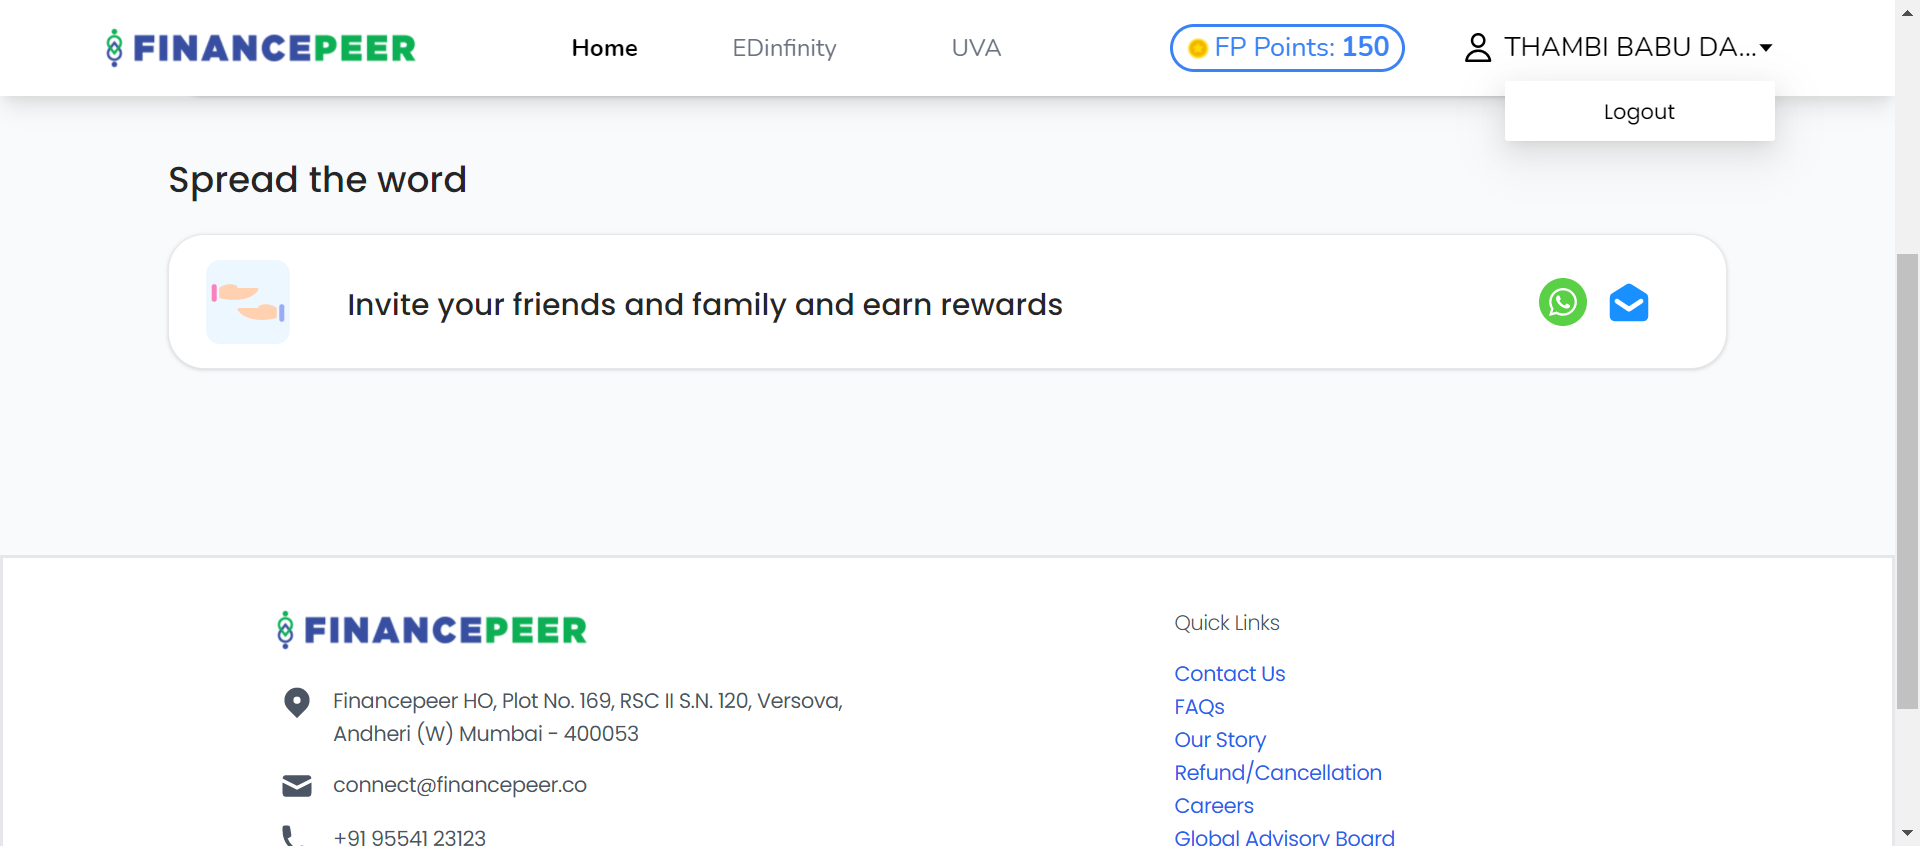 FINANCEPEER
Home
EDinfinity
UVA
FP Points: 150
THAMBI BABU DA...
Logout
Spread the word
Invite your friends and family and earn rewards
FINANCEPEER
Financepeer HO, Plot No. 169, RSC II S.N. 120, Versova,
Andheri (W) Mumbai - 400053
connect@financepeer.co
+91 95541 23123
Quick Links
Contact Us
FAQs
Our Story
Refund/Cancellation
Careers
Global Advisory Board